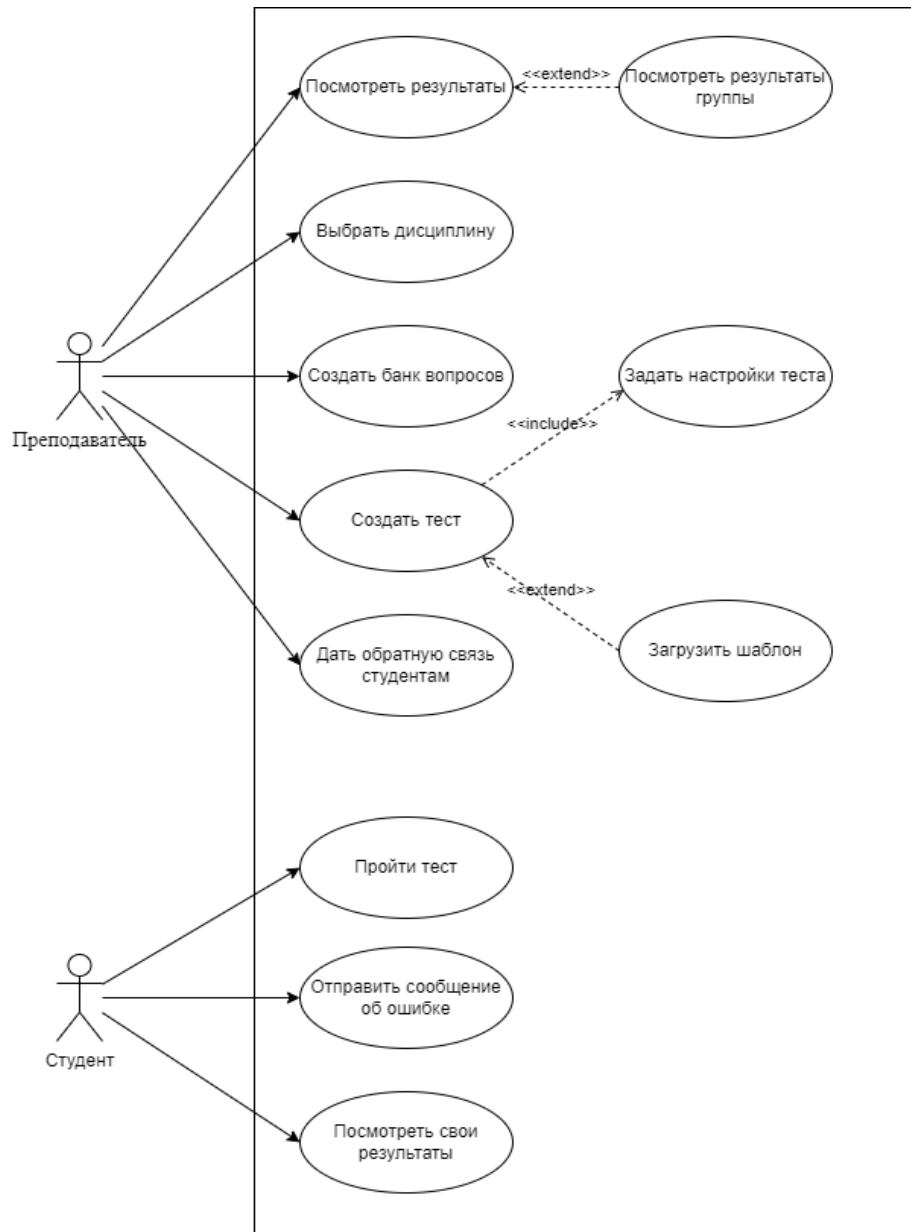 Посмотреть результаты
<<extend>>
Посмотреть результаты
группы
Выбрать дисциплину
Создать банк вопросов
Задать настройки теста
<<include>>
Преподаватель
Создать тест
<<extend>>
Дать обратную связь
студентам
Загрузить шаблон
Пройти тест
Отправить сообщение
об ошибке
Студент
Посмотреть свои
результаты